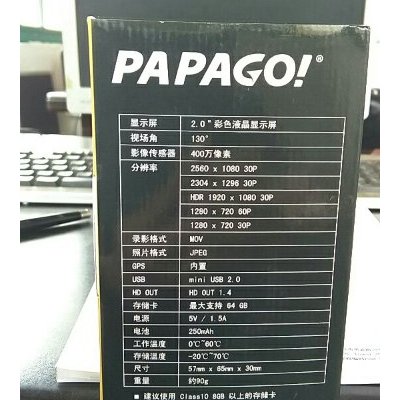 PAPAGO!®
显示屏 2.0"彩色液晶显示屏
视场角 130°
影像传感器 400万像素
分辨率 2560 x 1080 30P
2304 x 1296 30P
HDR 1920 x 1080 30P
1280 x 720 60P
1280 x 720 30P
录影格式 MOV
照片格式 JPEG
GPS 内置
USB mini USB 2.0
HD OUT HD OUT 1.4
存储卡 最大支持 64 GB
电源 5V / 1.5A
电池 250mAh
工作温度 0℃~60℃
存储温度 -20℃~70℃
尺寸 57mm x 65mm x 30mm
重量 约90g
■ 建议使用 Class10 8GB 以上的存储卡